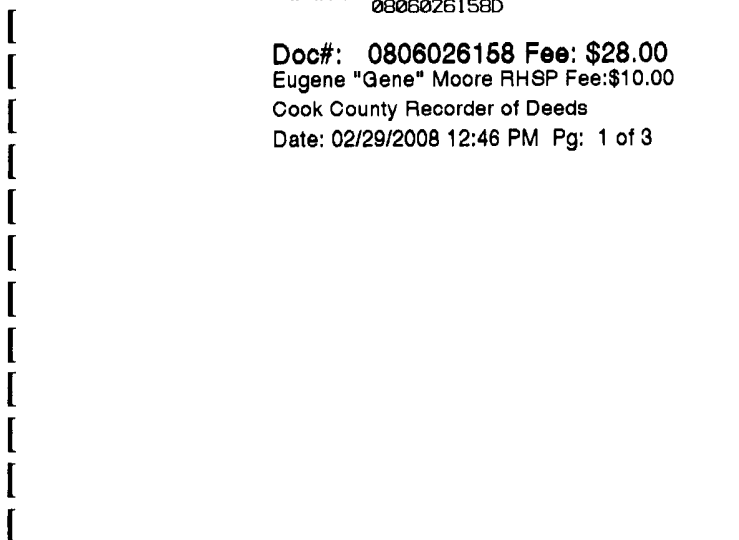 0806026158D
Doc#: 0806026158 Fee: $28.00
Eugene "Gene" Moore RHSP Fee:$10.00
Cook County Recorder of Deeds
Date: 02/29/2008 12:46 PM Pg: 1 of 3
[
[
[
[
[
[
[
[
[
[
[
[